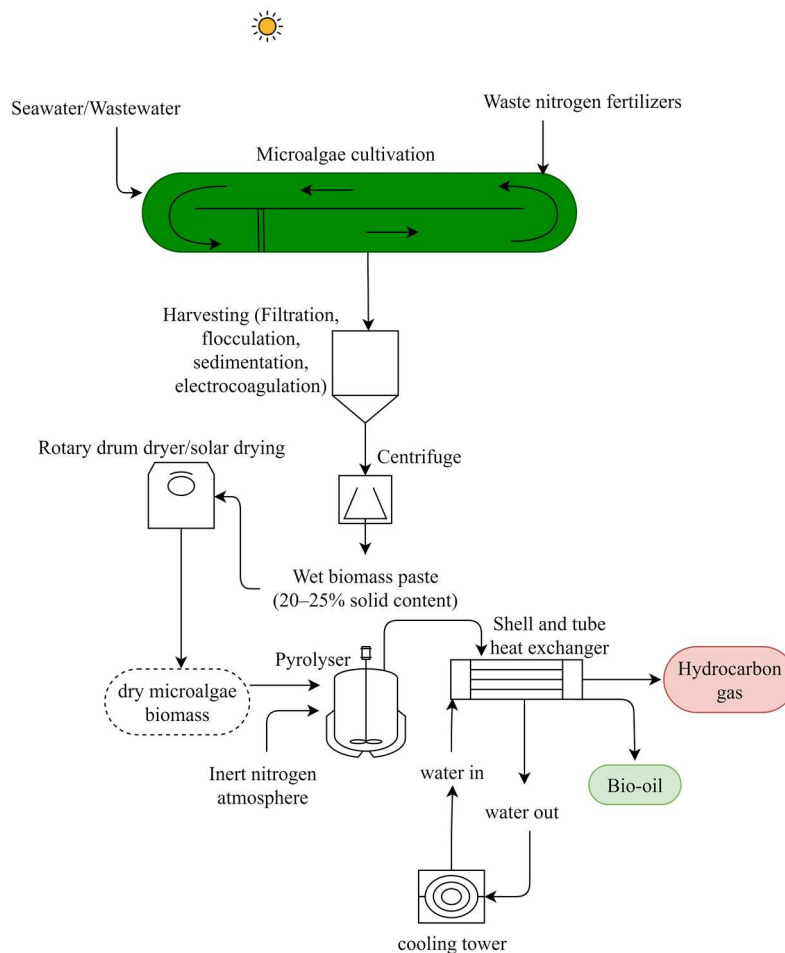 Seawater/Wastewater
Waste nitrogen fertilizers
Microalgae cultivation
Harvesting (Filtration,
flocculation,
sedimentation,
electrocoagulation)
Centrifuge
Rotary drum dryer/solar drying
Wet biomass paste
(20–25% solid content)
Shell and tube
heat exchanger
Pyrolyser
dry microalgae
biomass
Hydrocarbon
gas
Inert nitrogen
atmosphere
water in
water out
Bio-oil
cooling tower